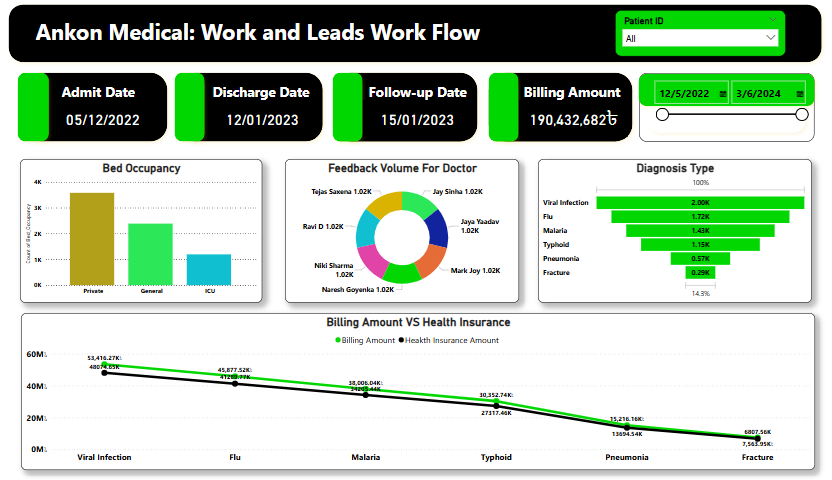 Ankon Medical: Work and Leads Work Flow
Patient ID
All
Admit Date
05/12/2022
Discharge Date
12/01/2023
Follow-up Date
15/01/2023
Billing Amount
190,432,682৳
12/5/2022
3/6/2024
Bed Occupancy
Count of Bed_Occupancy
4K
3K
2K
1K
0K
Private
General
ICU
Feedback Volume For Doctor
Tejas Saxena 1.02K
Jay Sinha 1.02K
Ravi D 1.02K
Jaya Yaadav
1.02K
Niki Sharma
1.02K
Mark Joy 1.02K
Naresh Goyenka 1.02K
Diagnosis Type
100%
Viral Infection 2.00K
Flu 1.72K
Malaria 1.43K
Typhoid 1.15K
Pneumonia 0.57K
Fracture 0.29K
14.3%
Billing Amount VS Health Insurance
Billing Amount Heakth Insurance Amount
60M৳
40M৳
20M৳
0M৳
53,416.27K৳
48074.65K
45,877.52K৳
41289.77K
38,006.04K৳
34205.44K
30,352.74K৳
27317.46K
15,216.16K৳
13694.54K
6807.56K
7,563.95K৳
Viral Infection
Flu
Malaria
Typhoid
Pneumonia
Fracture